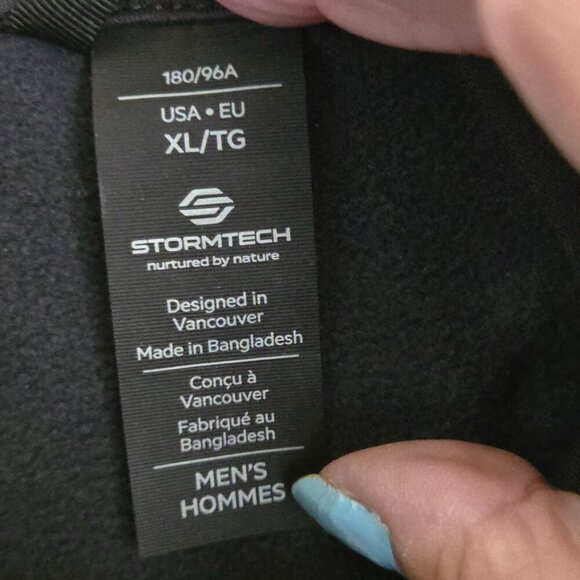 180/96A
USA • EU
XL/TG
STORMTECH
nurtured by nature
Designed in
Vancouver
Made in Bangladesh
Conçu à
Vancouver
Fabriqué au
Bangladesh
MEN'S
HOMMES